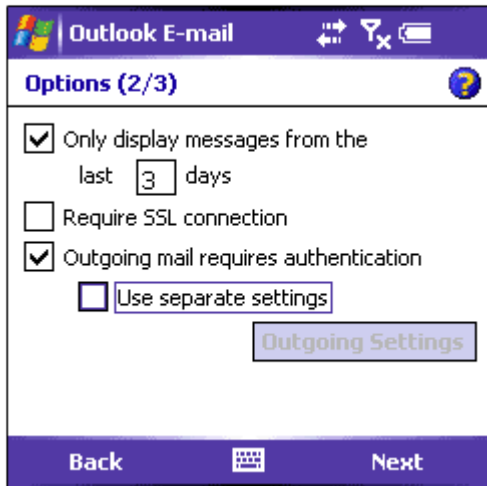 Outlook E-mail
Options (2/3)
Only display messages from the
last 3 days
Require SSL connection
Outgoing mail requires authentication
Use separate settings
Outgoing Settings
Back Next